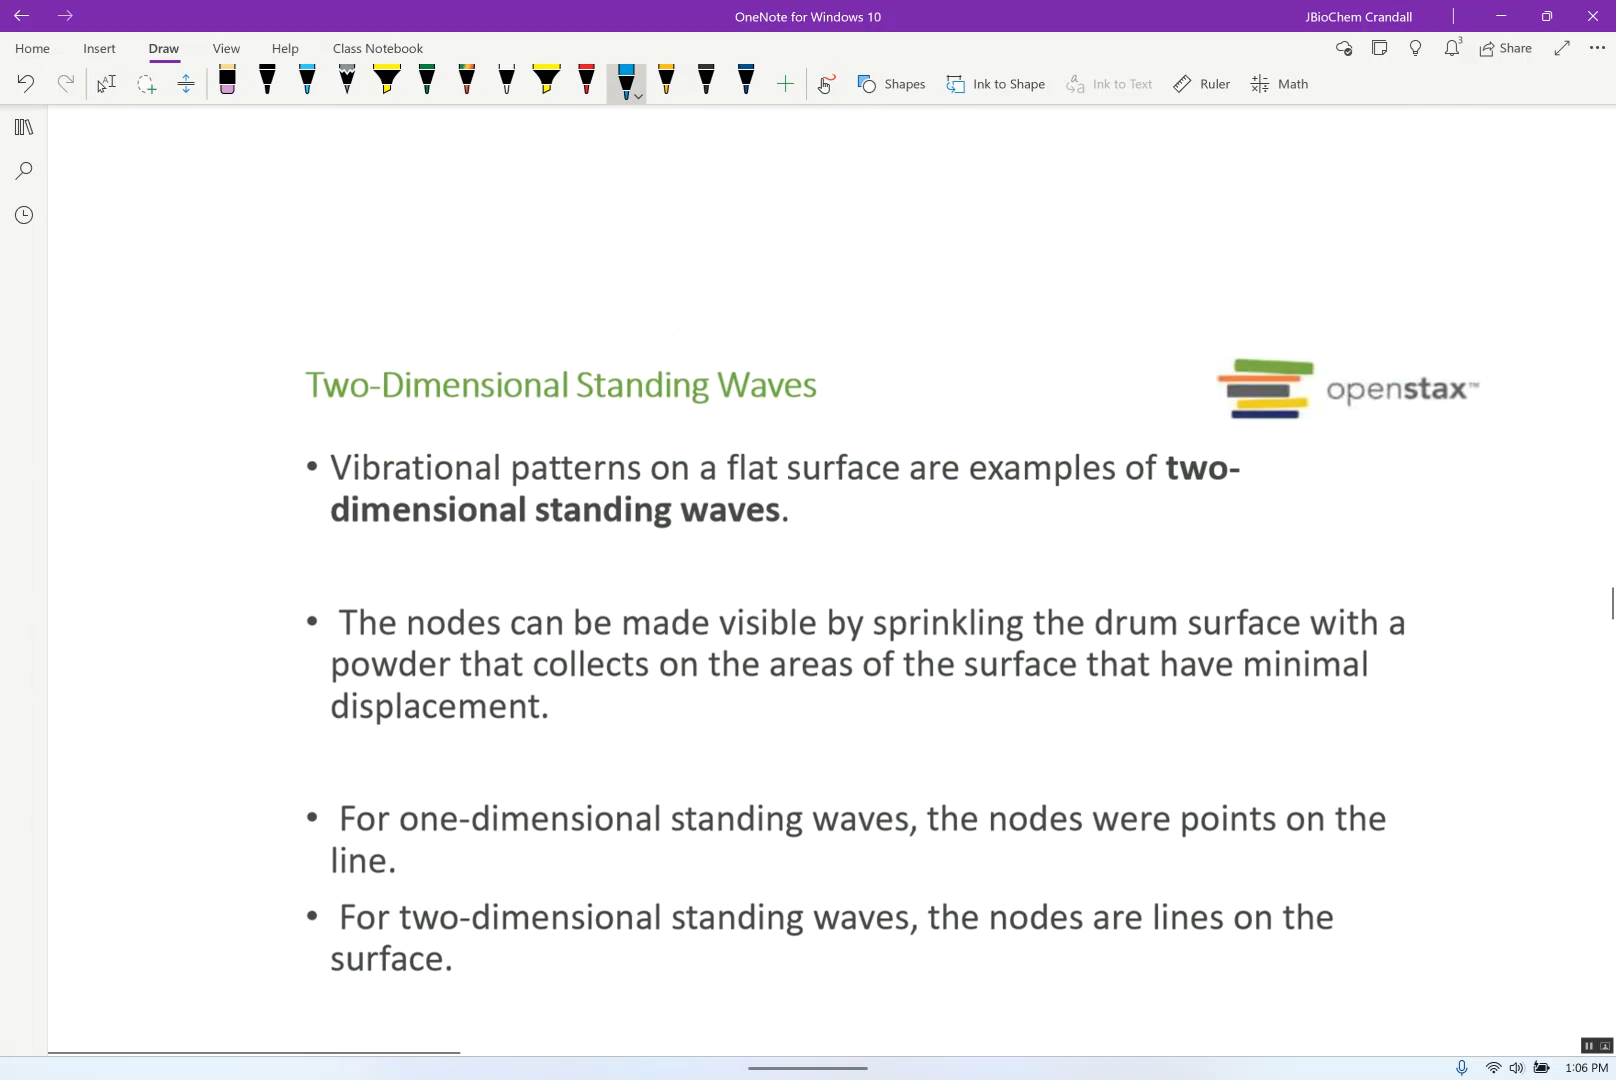 OneNote for Windows 10
JBioChem Crandall
Home Insert Draw View Help Class Notebook
3 Share
Shapes Ink to Shape Ink to Text Ruler Math
Two-Dimensional Standing Waves
openstax™
• Vibrational patterns on a flat surface are examples of two-
dimensional standing waves.
• The nodes can be made visible by sprinkling the drum surface with a
powder that collects on the areas of the surface that have minimal
displacement.
• For one-dimensional standing waves, the nodes were points on the
line.
• For two-dimensional standing waves, the nodes are lines on the
surface.
1:06 PM